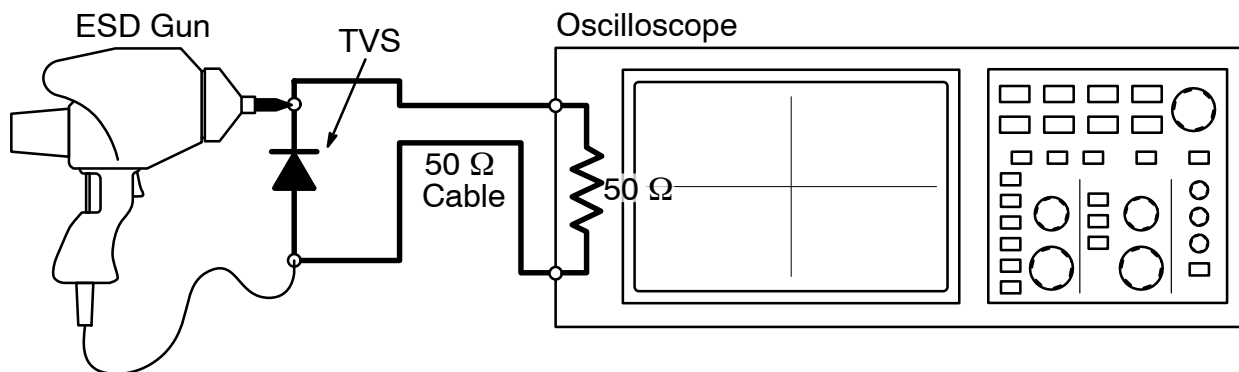 ESD Gun
TVS
Oscilloscope
50 Ω
Cable
50 Ω